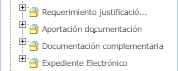 Requerimiento justificació...
Aportación documentación
Documentación complementaria
Expediente Electrónico